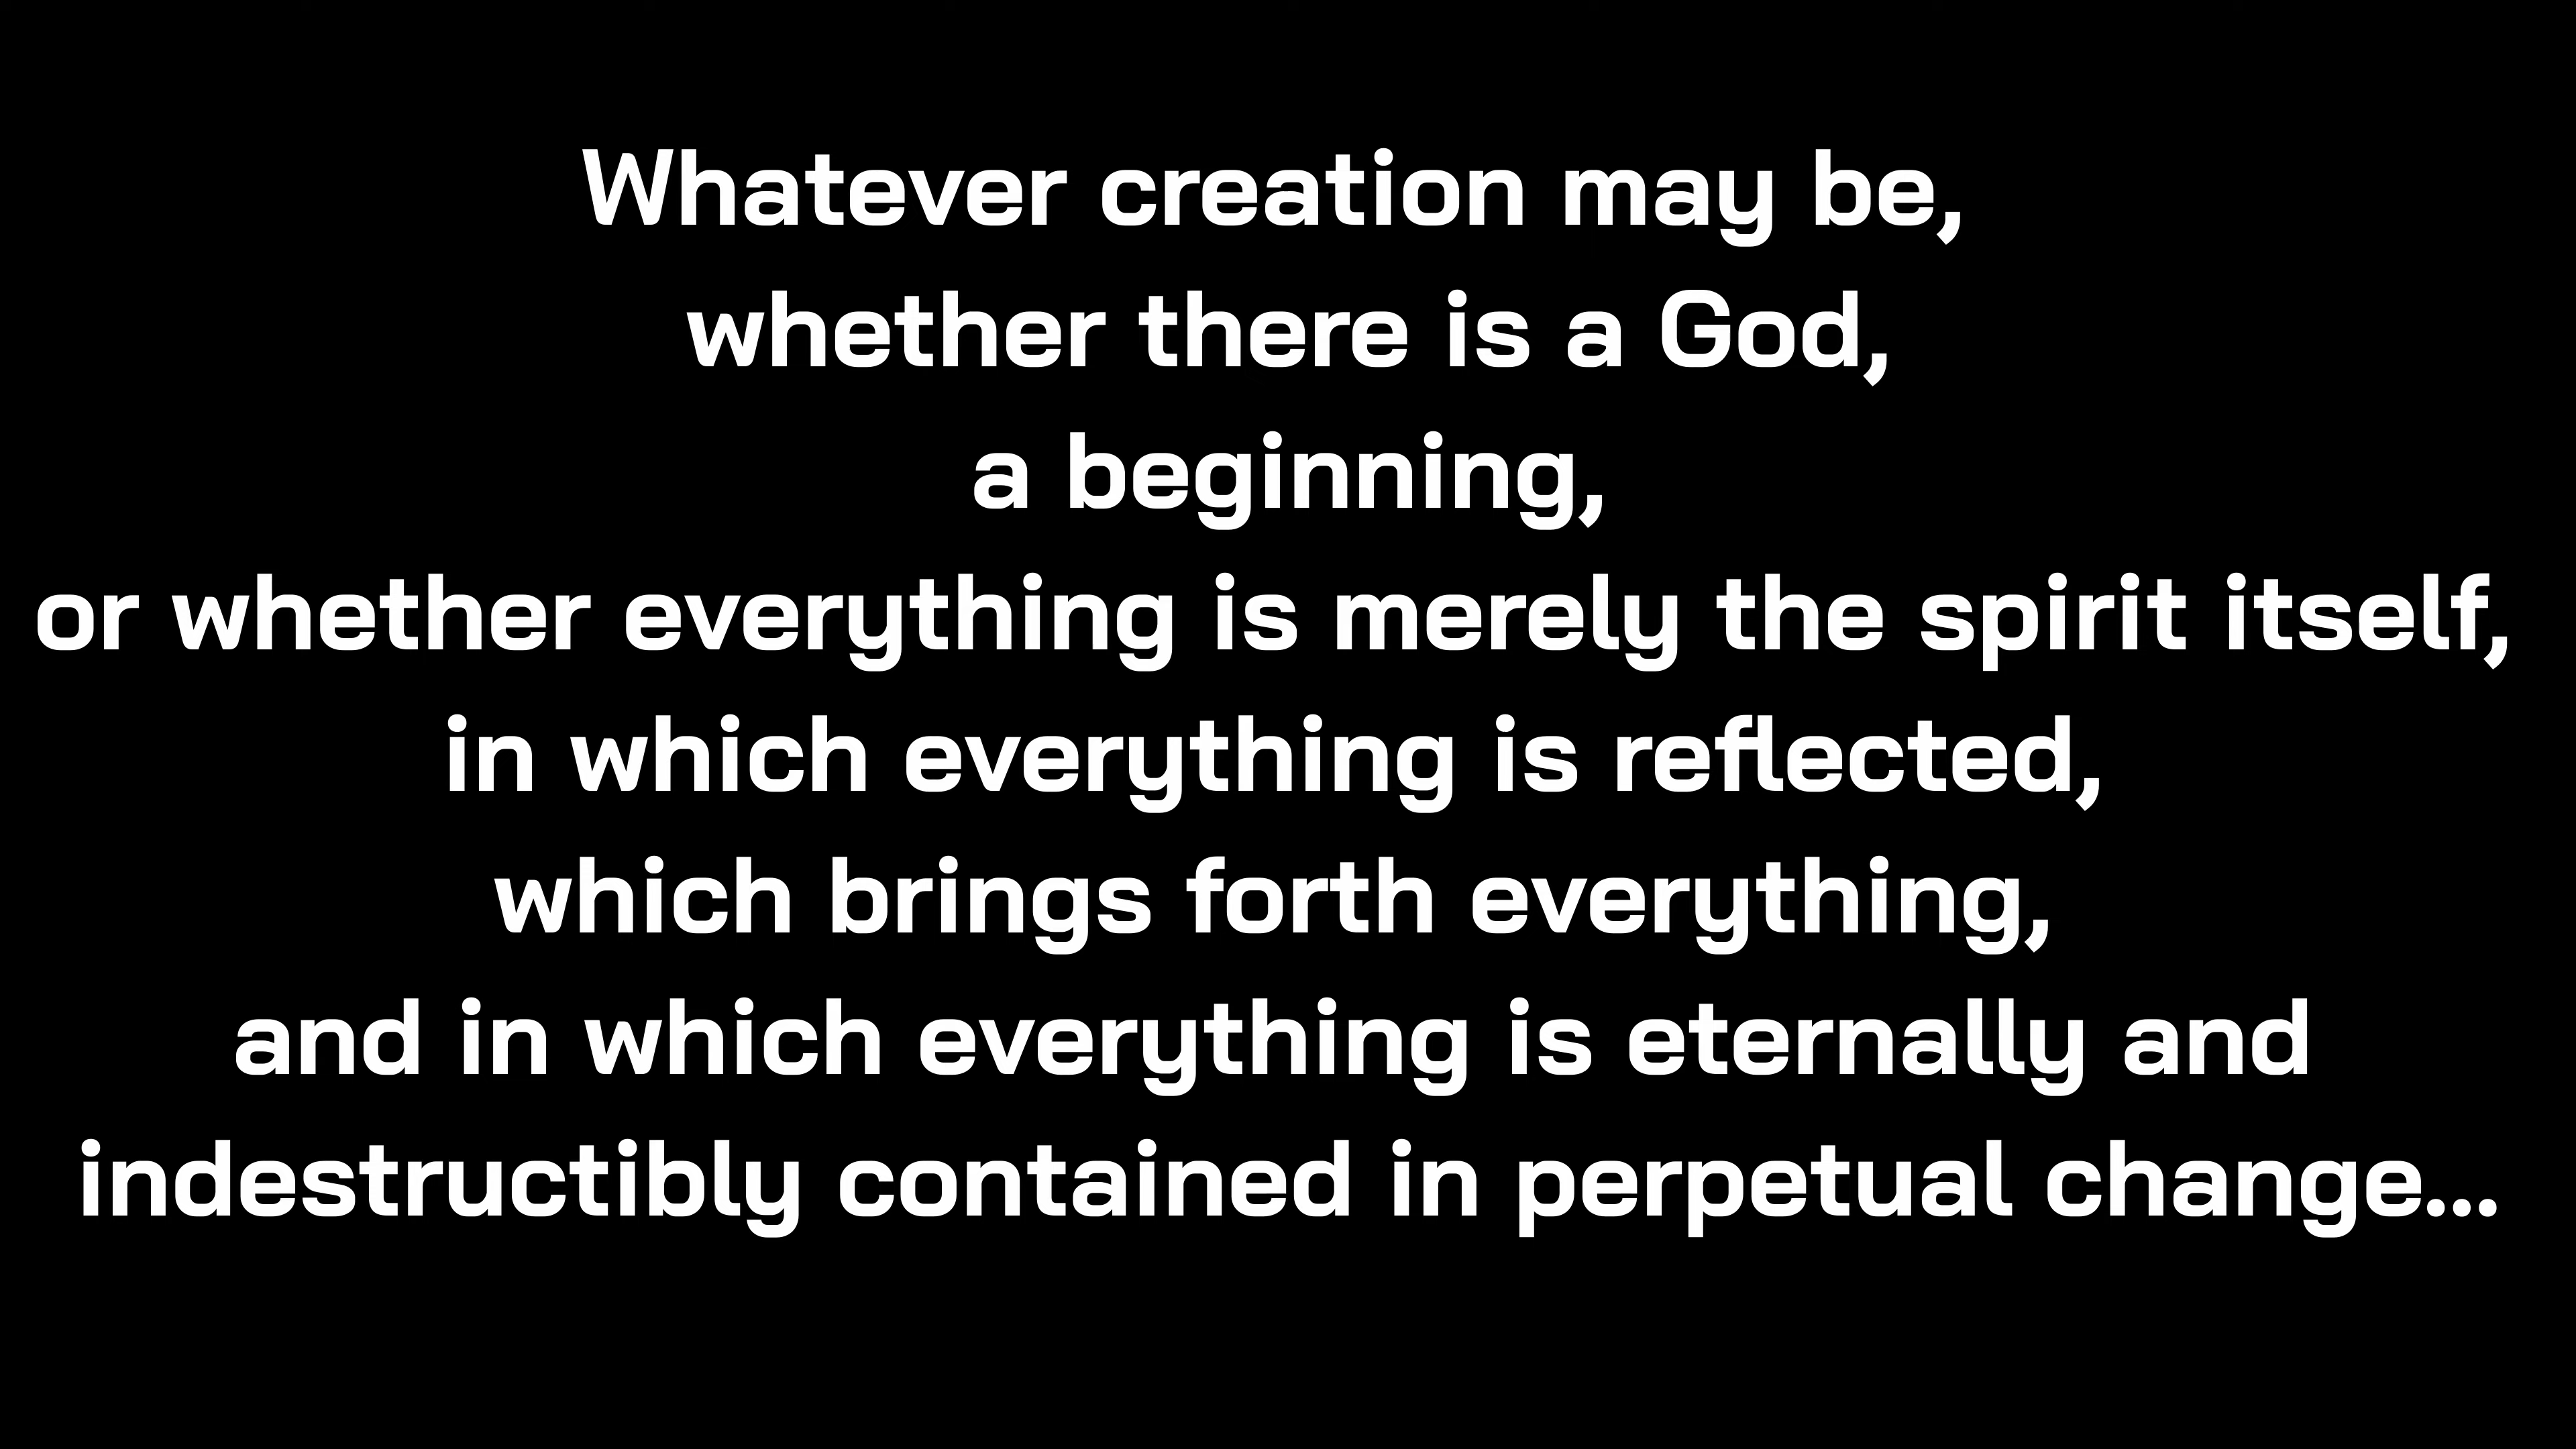 Whatever creation may be,
whether there is a God,
a beginning,
or whether everything is merely the spirit itself,
in which everything is reflected,
which brings forth everything,
and in which everything is eternally and
indestructibly contained in perpetual change...